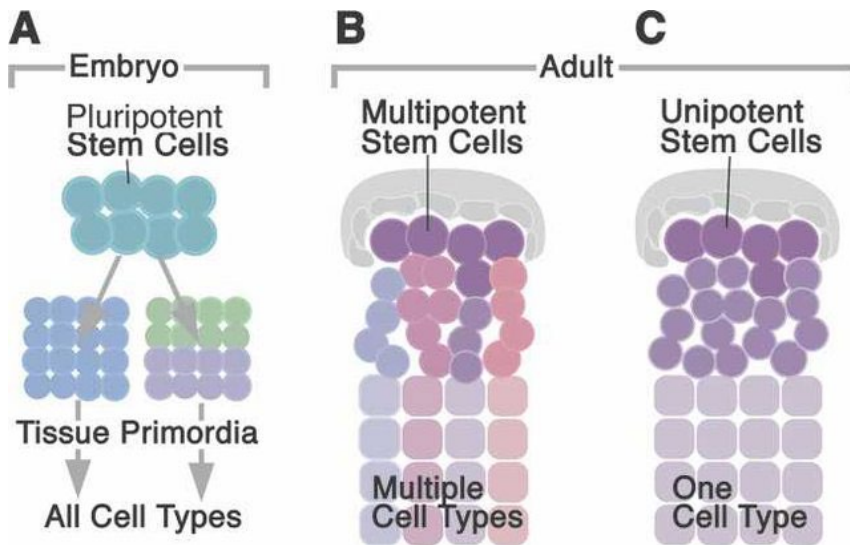 A
Embryo
Pluripotent
Stem Cells
Tissue Primordia
All Cell Types
B
C
Adult
Multipotent
Stem Cells
Unipotent
Stem Cells
Multiple
Cell Types
One
Cell Type